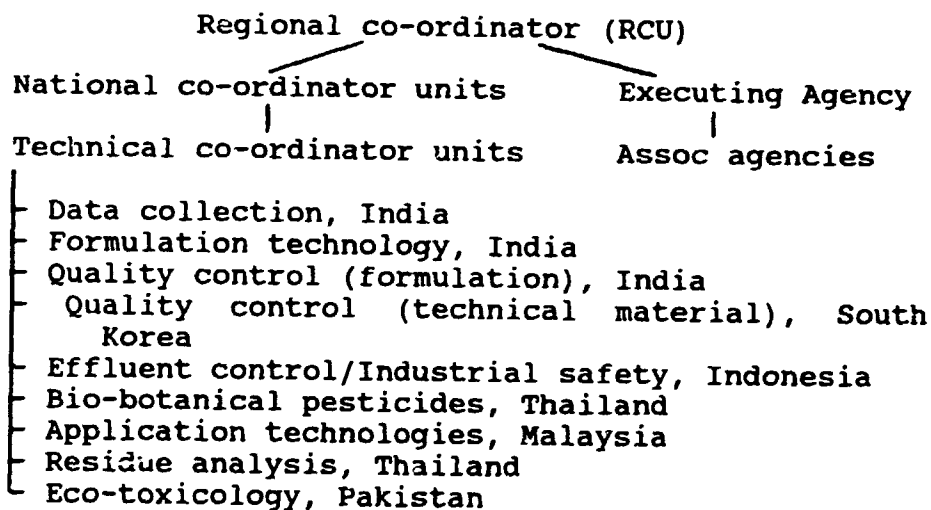 Regional co-ordinator (RCU)
National co-ordinator units Executing Agency
Technical co-ordinator units Assoc agencies
Data collection, India
Formulation technology, India
Quality control (formulation), India
Quality control (technical material), South
Korea
Effluent control/Industrial safety, Indonesia
Bio-botanical pesticides, Thailand
Application technologies, Malaysia
Residue analysis, Thailand
Eco-toxicology, Pakistan